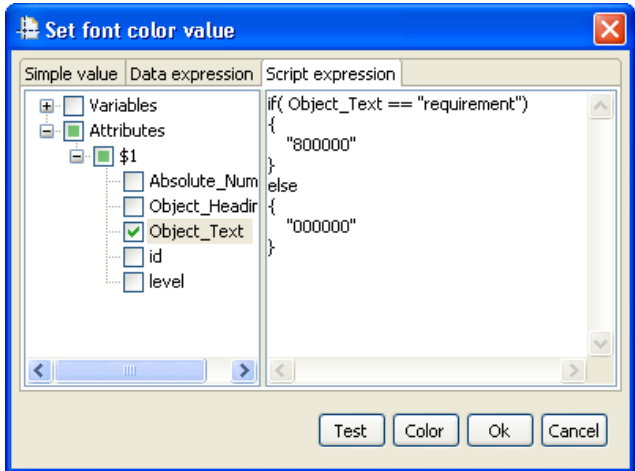 Set font color value
Simple value Data expression Script expression
Variables
Attributes
$1
Absolute_Num
Object_Headir
Object_Text
id
level
if( Object_Text == "requirement")
{
"800000"
}
else
{
"000000"
}
Test Color Ok Cancel